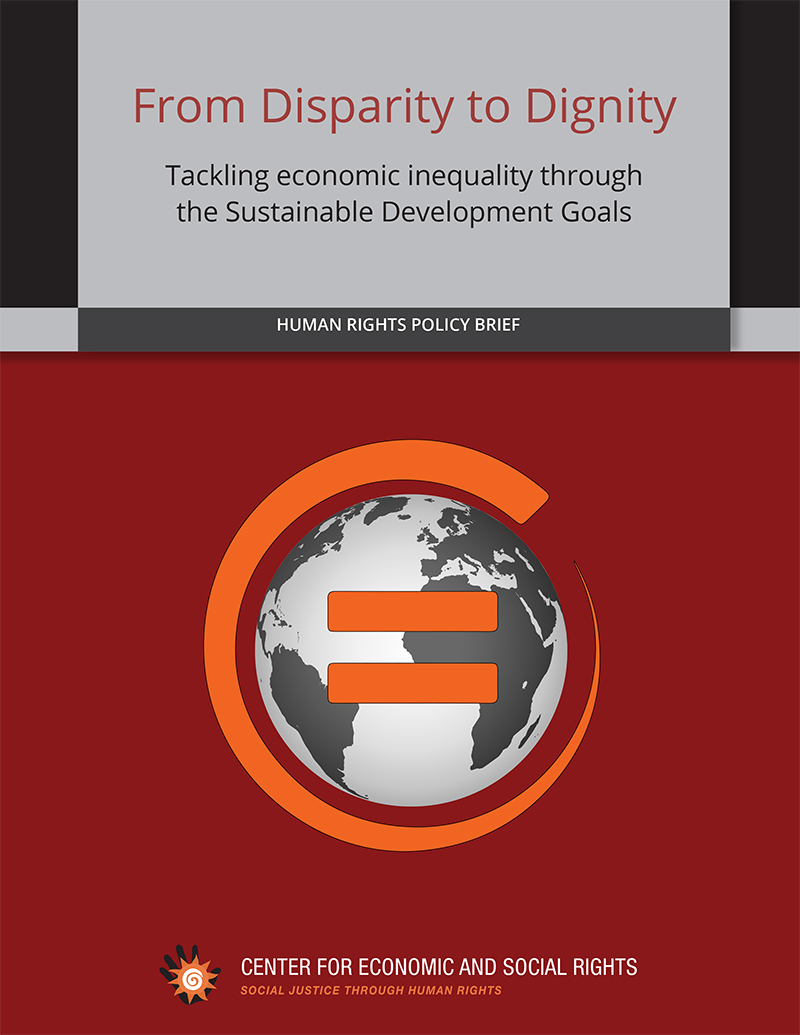 From Disparity to Dignity
Tackling economic inequality through
the Sustainable Development Goals
HUMAN RIGHTS POLICY BRIEF
CENTER FOR ECONOMIC AND SOCIAL RIGHTS
SOCIAL JUSTICE THROUGH HUMAN RIGHTS